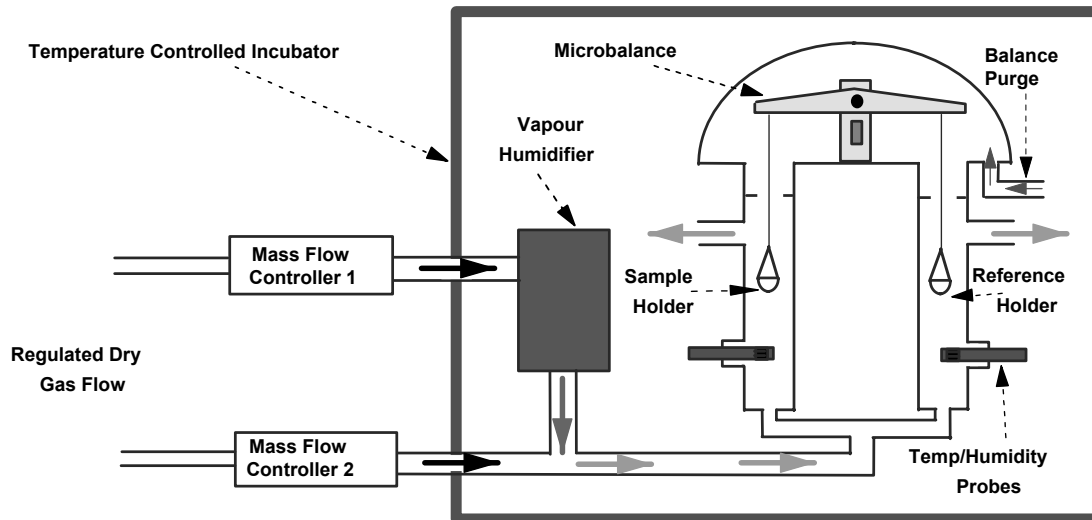 Temperature Controlled Incubator
Microbalance
Balance
Purge
Vapour
Humidifier
Mass Flow
Controller 1
Sample
Holder
Reference
Holder
Regulated Dry
Gas Flow
Mass Flow
Controller 2
Temp/Humidity
Probes